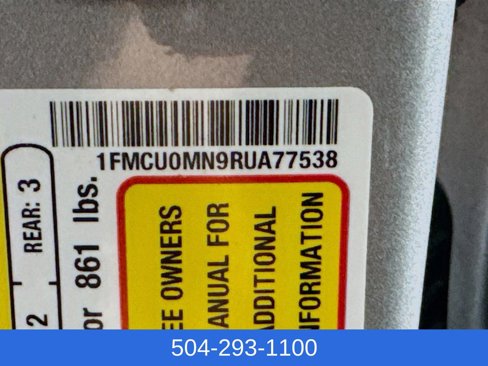 1FMCU0MN9RUA77538
REAR: 3
2
or 861 lbs.
EE OWNERS
ANUAL FOR
ADDITIONAL
NFORMATION
504-293-1100